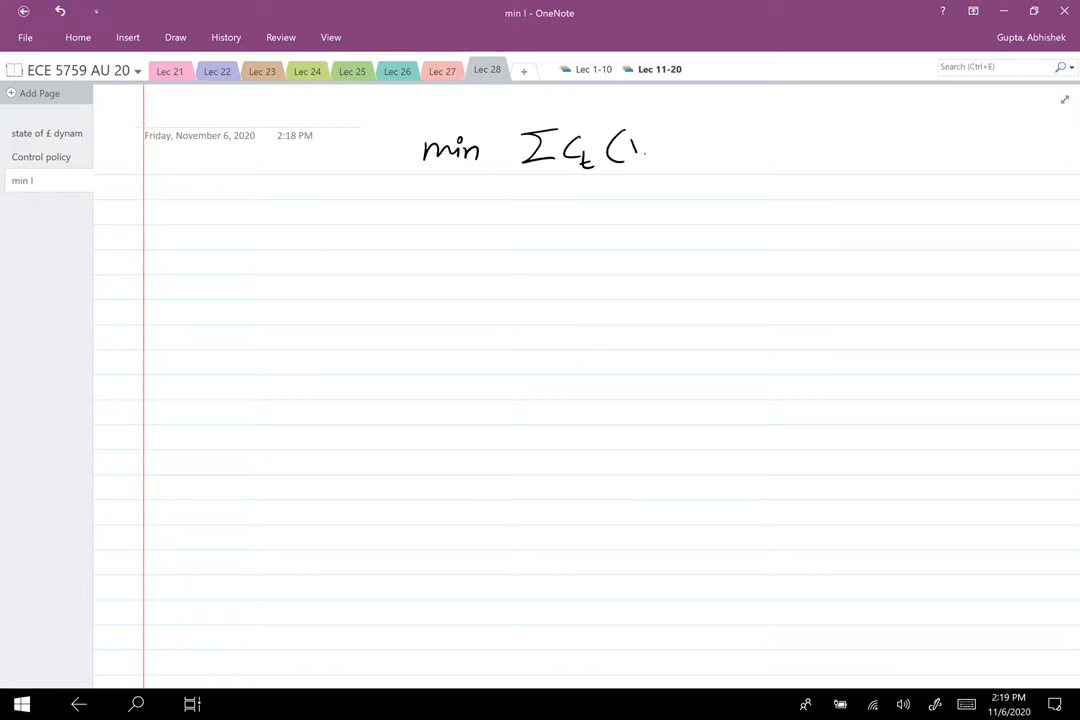 min I - OneNote
File Home Insert Draw History Review View
Gupta, Abhishek
ECE 5759 AU 20 Lec 21 Lec 22 Lec 23 Lec 24 Lec 25 Lec 26 Lec 27 Lec 28 + Lec 1-10 Lec 11-20
Search (Ctrl+E)
Add Page
state of £ dynam
Control policy
min I
Friday, November 6, 2020 2:18 PM
min Σ Ct (
2:19 PM
11/6/2020